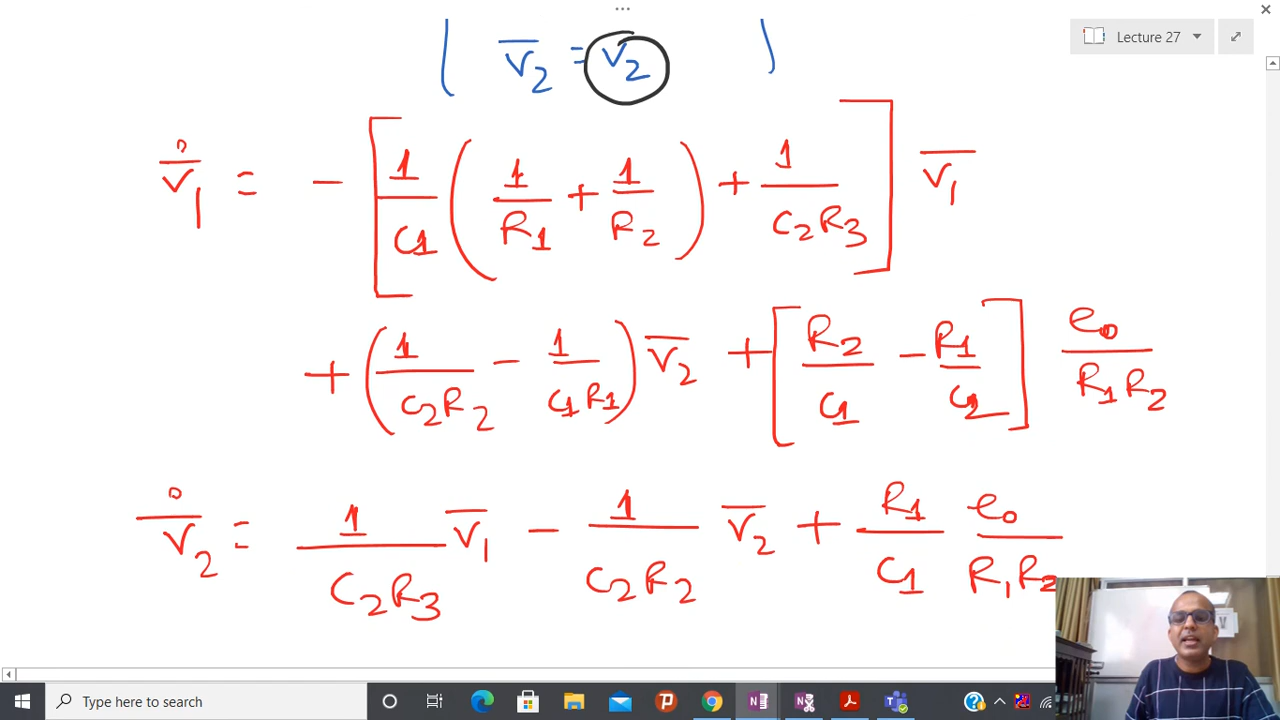 ...
Lecture 27
v̅₂ = v₂
v̅̇₁ = - [ 1/C1 ( 1/R1 + 1/R2 ) + 1/(C2R3) ] v̅₁
+ ( 1/(C2R2) - 1/(C1R1) ) v̅₂ + [ R2/C1 - R1/C2 ] e₀/(R1R2)
v̅̇₂ = 1/(C2R3) v̅₁ - 1/(C2R2) v̅₂ + R1/C1 e₀/(R1R2)
Type here to search